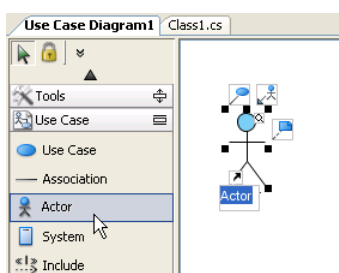 Use Case Diagram1 Class1.cs
Tools
Use Case
Use Case
Association
Actor
System
«I» Include
Actor